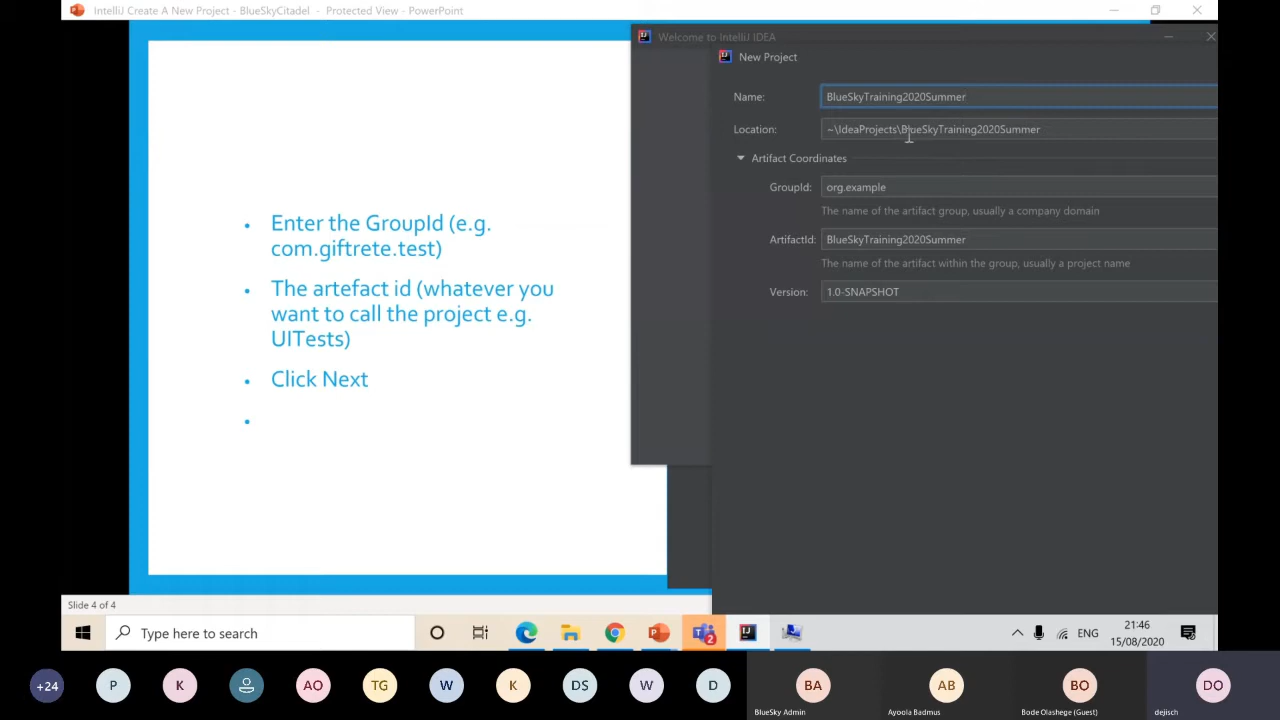 IntelliJ Create A New Project - BlueSkyCitadel - Protected View - PowerPoint
Welcome to IntelliJ IDEA
New Project
Name: BlueSkyTraining2020Summer
Location: ~\IdeaProjects\BlueSkyTraining2020Summer
Artifact Coordinates
GroupId: org.example
The name of the artifact group, usually a company domain
ArtifactId: BlueSkyTraining2020Summer
The name of the artifact within the group, usually a project name
Version: 1.0-SNAPSHOT
• Enter the GroupId (e.g.
com.giftrete.test)
• The artefact id (whatever you
want to call the project e.g.
UITests)
• Click Next
•
Slide 4 of 4
Type here to search
2
ENG
21:46
15/08/2020
+24 P K AO TG W K DS W D BA AB BO DO
BlueSky Admin Ayoola Badmus Bode Olashege (Guest) dejisch